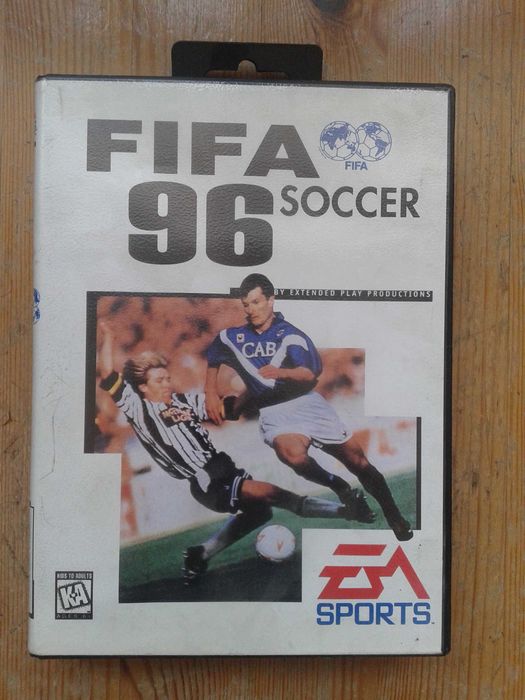 FIFA
FIFA
96 SOCCER
BY EXTENDED PLAY PRODUCTIONS
CAB
KIDS TO ADULTS
K-A
EA
SPORTS